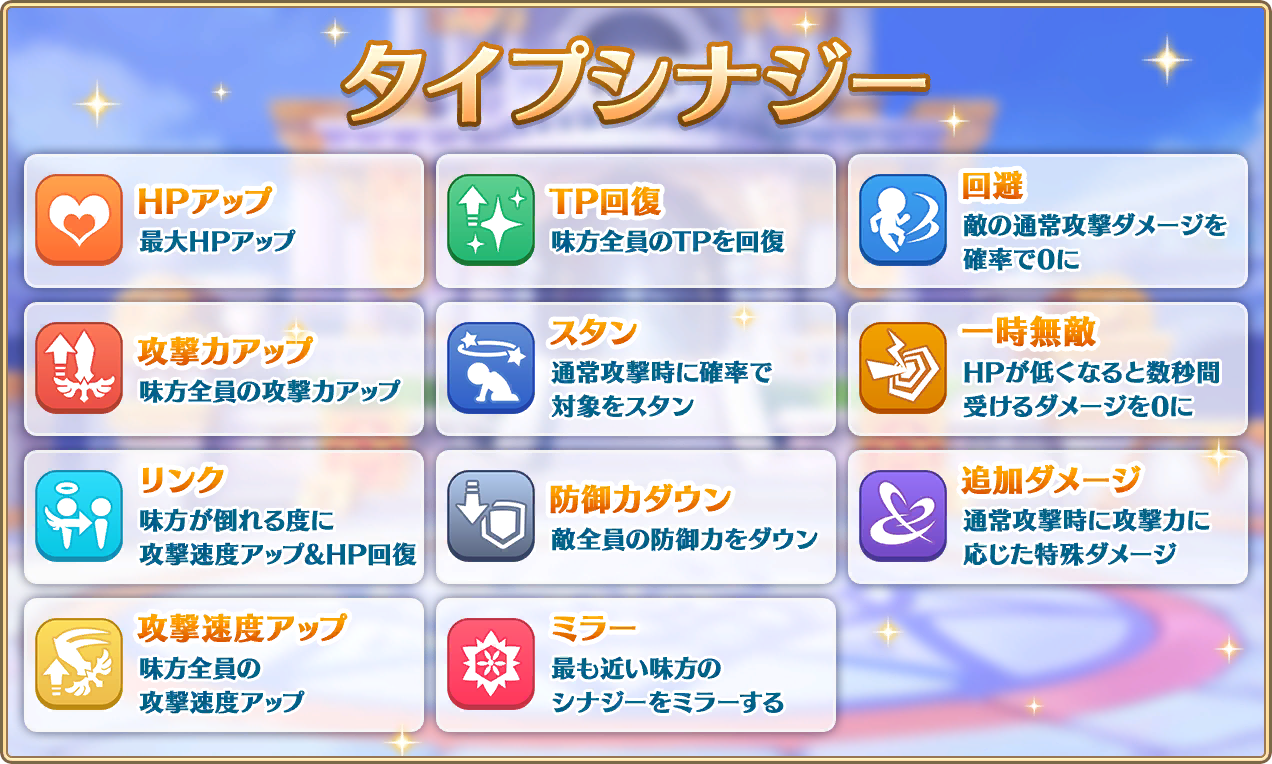 タイプシナジー
HPアップ
最大HPアップ
TP回復
味方全員のTPを回復
回避
敵の通常攻撃ダメージを
確率で0に
攻撃力アップ
味方全員の攻撃力アップ
スタン
通常攻撃時に確率で
対象をスタン
一時無敵
HPが低くなると数秒間
受けるダメージを0に
リンク
味方が倒れる度に
攻撃速度アップ&HP回復
防御力ダウン
敵全員の防御力をダウン
追加ダメージ
通常攻撃時に攻撃力に
応じた特殊ダメージ
攻撃速度アップ
味方全員の
攻撃速度アップ
ミラー
最も近い味方の
シナジーをミラーする